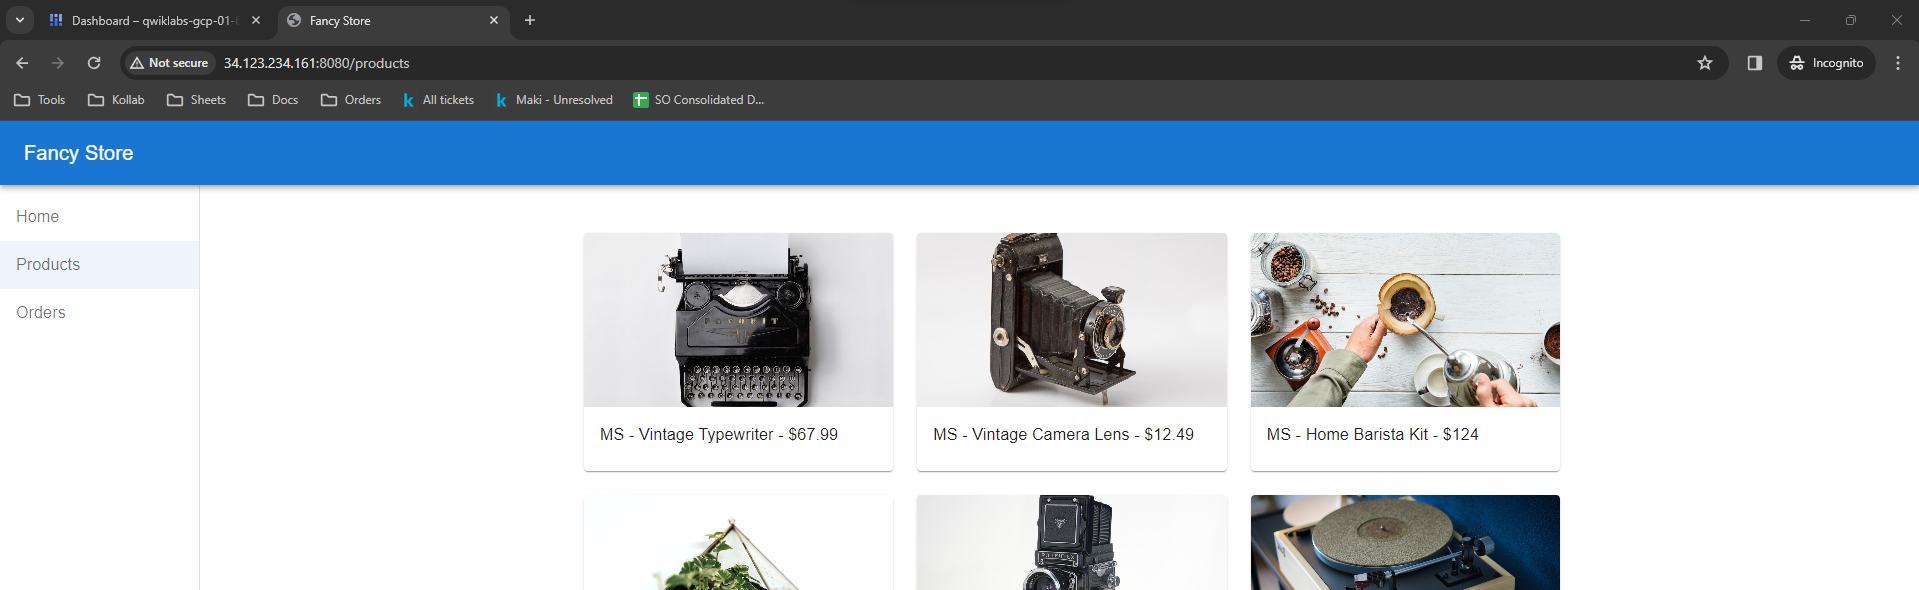 Dashboard – qwiklabs-gcp-01-
Fancy Store
Not secure
34.123.234.161:8080/products
Incognito
Tools
Kollab
Sheets
Docs
Orders
k
All tickets
k
Maki - Unresolved
SO Consolidated D...
Fancy Store
Home
Products
Orders
MS - Vintage Typewriter - $67.99
MS - Vintage Camera Lens - $12.49
MS - Home Barista Kit - $124